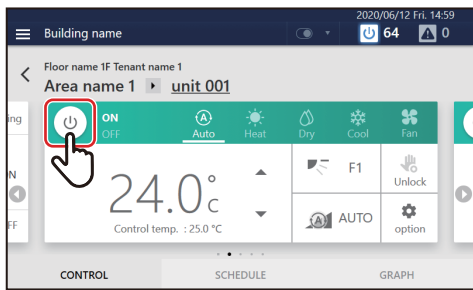 2020/06/12 Fri. 14:59
Building name
64
0
Floor name 1F Tenant name 1
Area name 1 unit 001
ing
ON
OFF
Auto
Heat
Dry
Cool
Fan
N
FF
24.0°C
Control temp. : 25.0 °C
F1
Unlock
AUTO
option
CONTROL
SCHEDULE
GRAPH